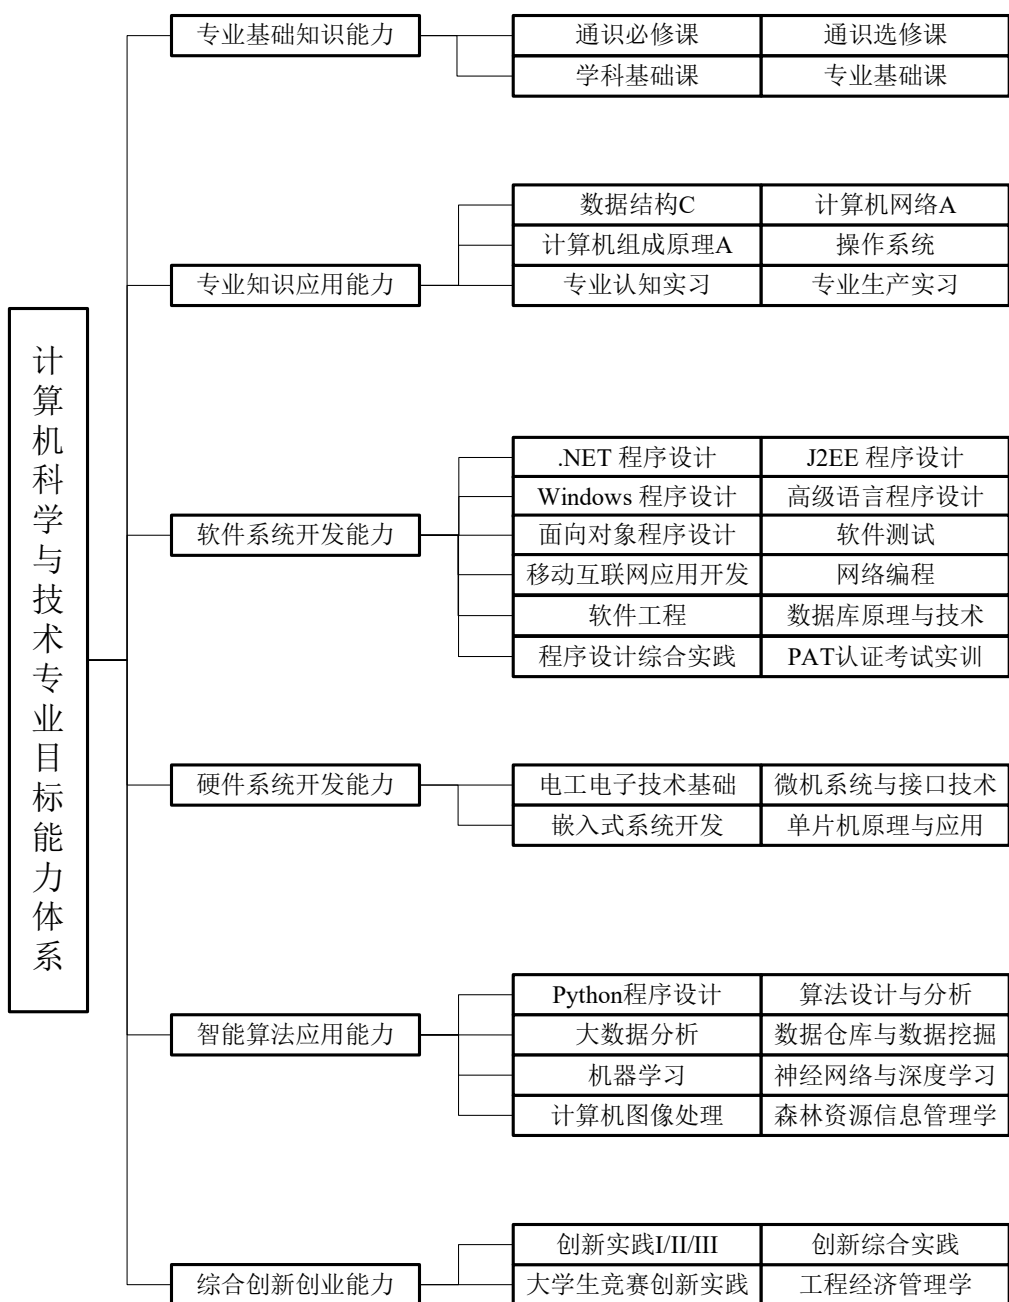 计算机科学与技术专业目标能力体系
专业基础知识能力
通识必修课 通识选修课
学科基础课 专业基础课
专业知识应用能力
数据结构C 计算机网络A
计算机组成原理A 操作系统
专业认知实习 专业生产实习
软件系统开发能力
.NET 程序设计 J2EE 程序设计
Windows 程序设计 高级语言程序设计
面向对象程序设计 软件测试
移动互联网应用开发 网络编程
软件工程 数据库原理与技术
程序设计综合实践 PAT认证考试实训
硬件系统开发能力
电工电子技术基础 微机系统与接口技术
嵌入式系统开发 单片机原理与应用
智能算法应用能力
Python程序设计 算法设计与分析
大数据分析 数据仓库与数据挖掘
机器学习 神经网络与深度学习
计算机图像处理 森林资源信息管理学
综合创新创业能力
创新实践I/II/III 创新综合实践
大学生竞赛创新实践 工程经济管理学